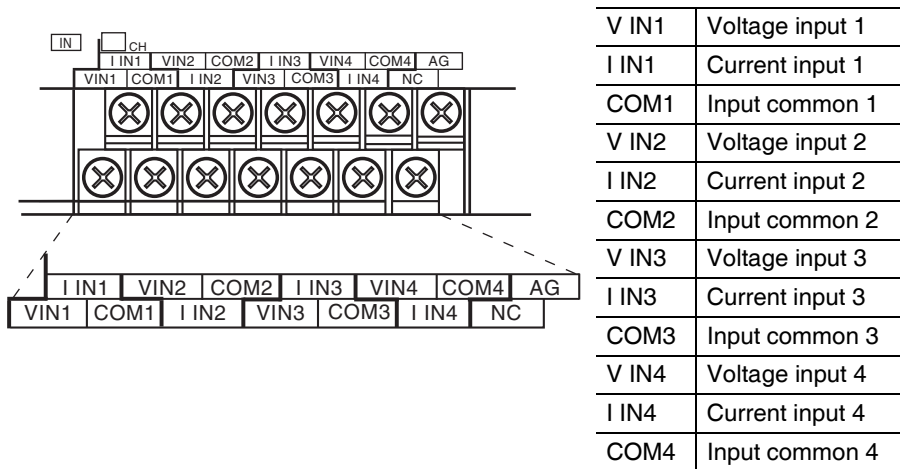 IN
CH
I IN1 VIN2 COM2 I IN3 VIN4 COM4 AG
VIN1 COM1 I IN2 VIN3 COM3 I IN4 NC
I IN1 VIN2 COM2 I IN3 VIN4 COM4 AG
VIN1 COM1 I IN2 VIN3 COM3 I IN4 NC
V IN1 Voltage input 1
I IN1 Current input 1
COM1 Input common 1
V IN2 Voltage input 2
I IN2 Current input 2
COM2 Input common 2
V IN3 Voltage input 3
I IN3 Current input 3
COM3 Input common 3
V IN4 Voltage input 4
I IN4 Current input 4
COM4 Input common 4